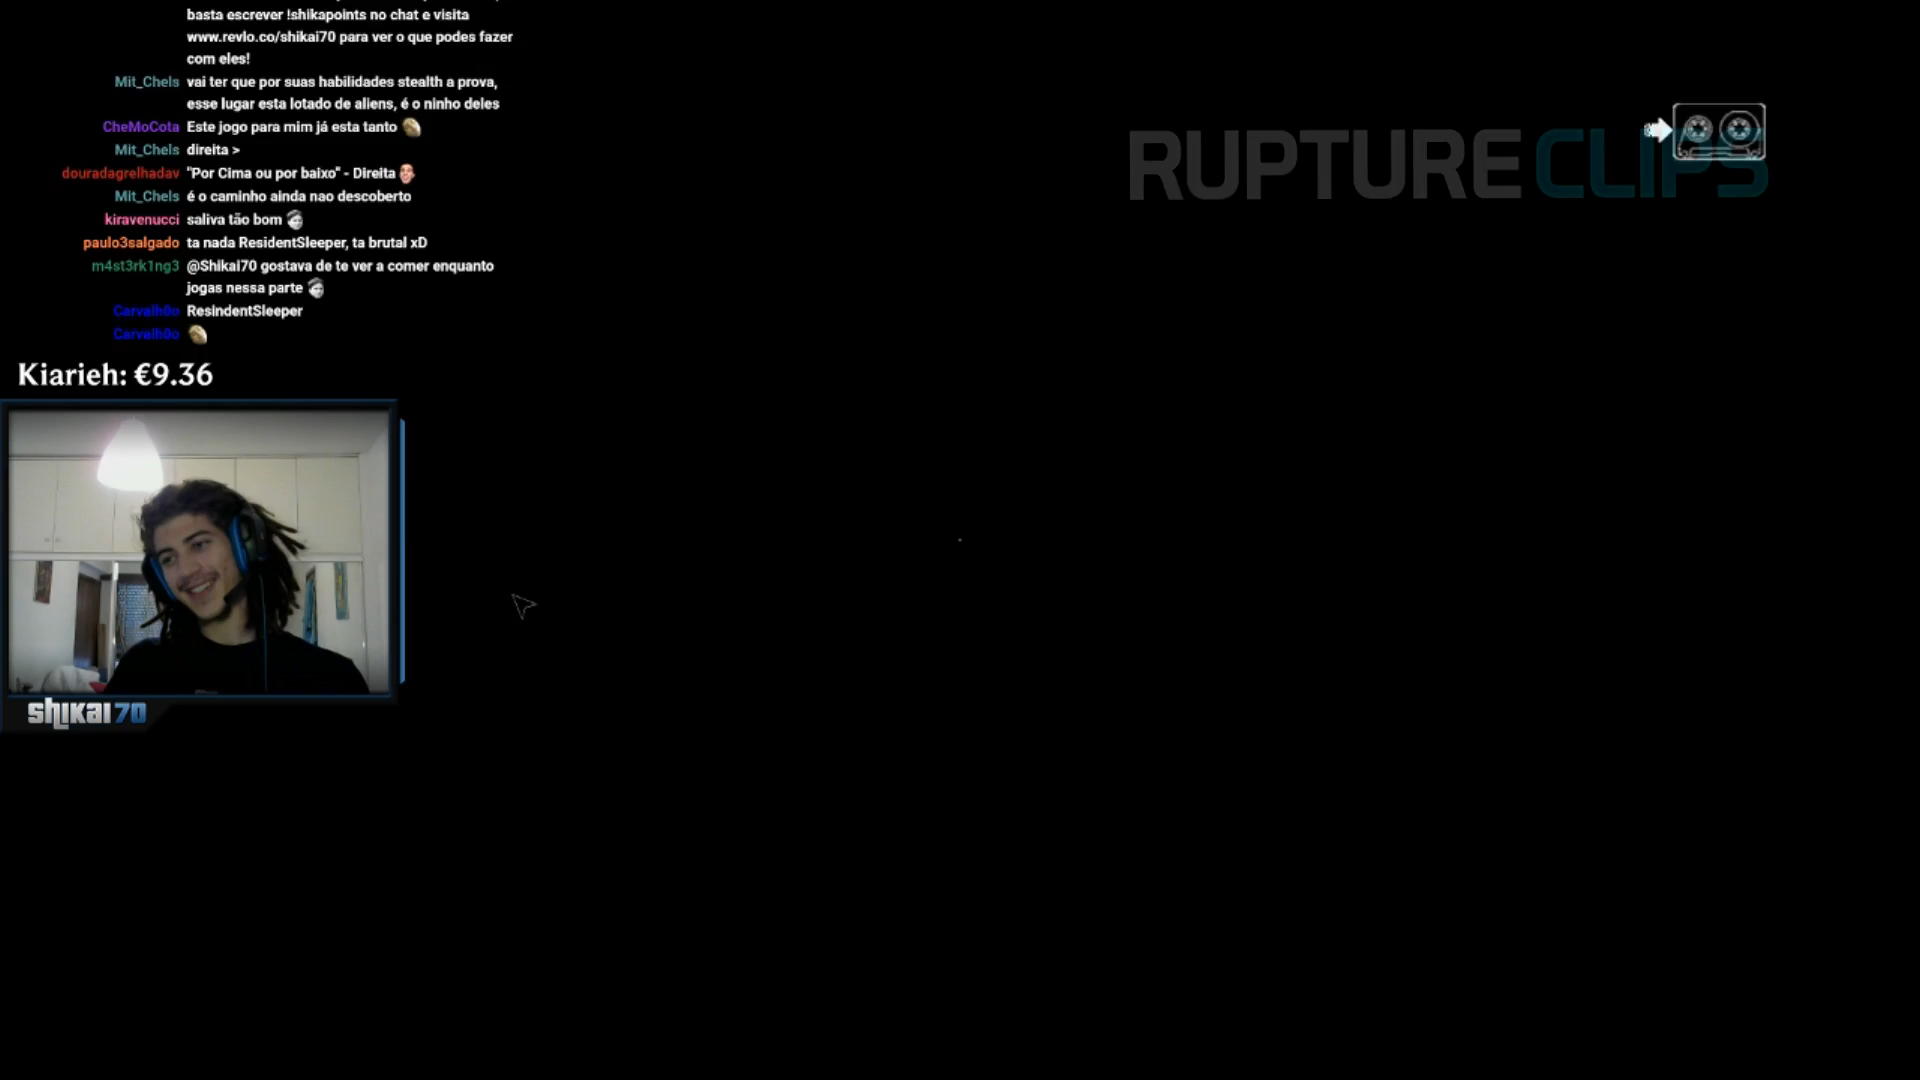 basta escrever !shikapoints no chat e visita
www.revlo.co/shikai70 para ver o que podes fazer
com eles!
Mit_Chels vai ter que por suas habilidades stealth a prova,
esse lugar esta lotado de aliens, é o ninho deles
CheMoCota Este jogo para mim já esta tanto
Mit_Chels direita >
douradagrelhadav "Por Cima ou por baixo" - Direita
Mit_Chels é o caminho ainda nao descoberto
kiravenucci saliva tão bom
paulo3salgado ta nada ResidentSleeper, ta brutal xD
m4st3rk1ng3 @Shikai70 gostava de te ver a comer enquanto
jogas nessa parte
Carvalh0o ResindentSleeper
Carvalh0o
Kiarieh: €9.36
SHIKAI70
RUPTURE CLIPS